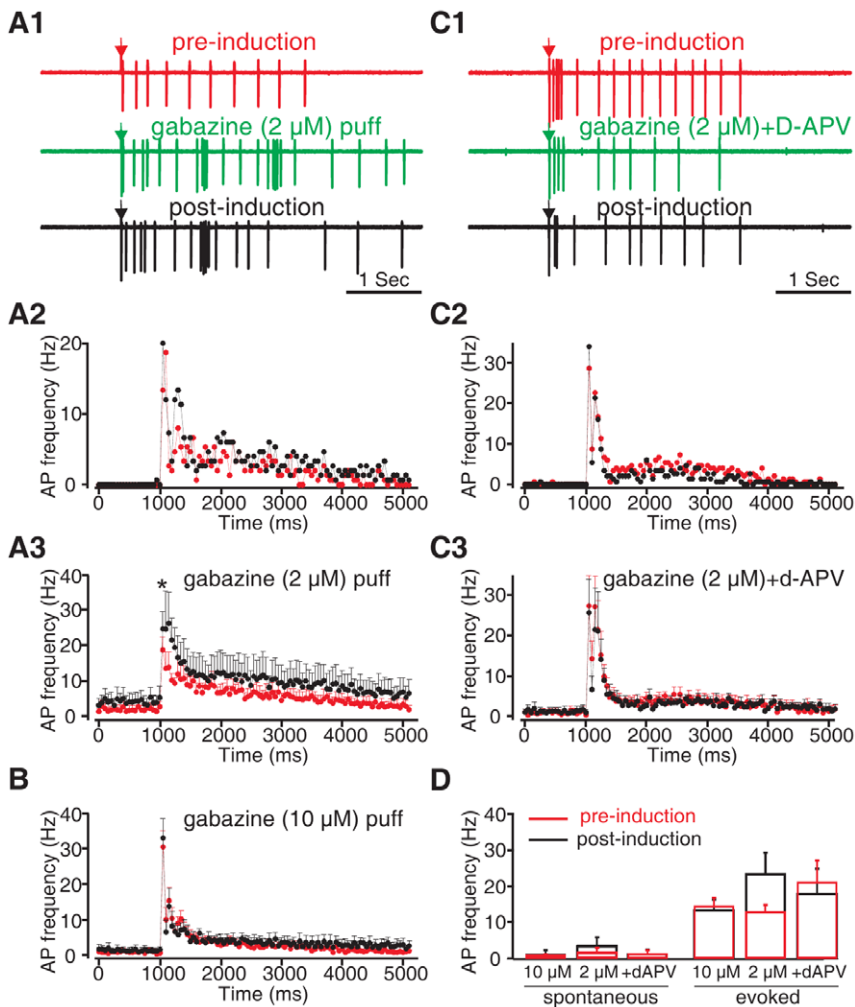 A1
pre-induction
gabazine (2 µM) puff
post-induction
1 Sec
C1
pre-induction
gabazine (2 µM)+D-APV
post-induction
1 Sec
A2
AP frequency (Hz)
20
10
0
0 1000 2000 3000 4000 5000
Time (ms)
C2
AP frequency (Hz)
30
20
10
0
0 1000 2000 3000 4000 5000
Time (ms)
A3
gabazine (2 µM) puff
*
AP frequency (Hz)
40
30
20
10
0
0 1000 2000 3000 4000 5000
Time (ms)
C3
gabazine (2 µM)+d-APV
AP frequency (Hz)
30
20
10
0
0 1000 2000 3000 4000 5000
Time (ms)
B
gabazine (10 µM) puff
AP frequency (Hz)
40
30
20
10
0
0 1000 2000 3000 4000 5000
Time (ms)
D
pre-induction
post-induction
AP frequency (Hz)
40
30
20
10
0
10 µM 2 µM +dAPV 10 µM 2 µM +dAPV
spontaneous evoked